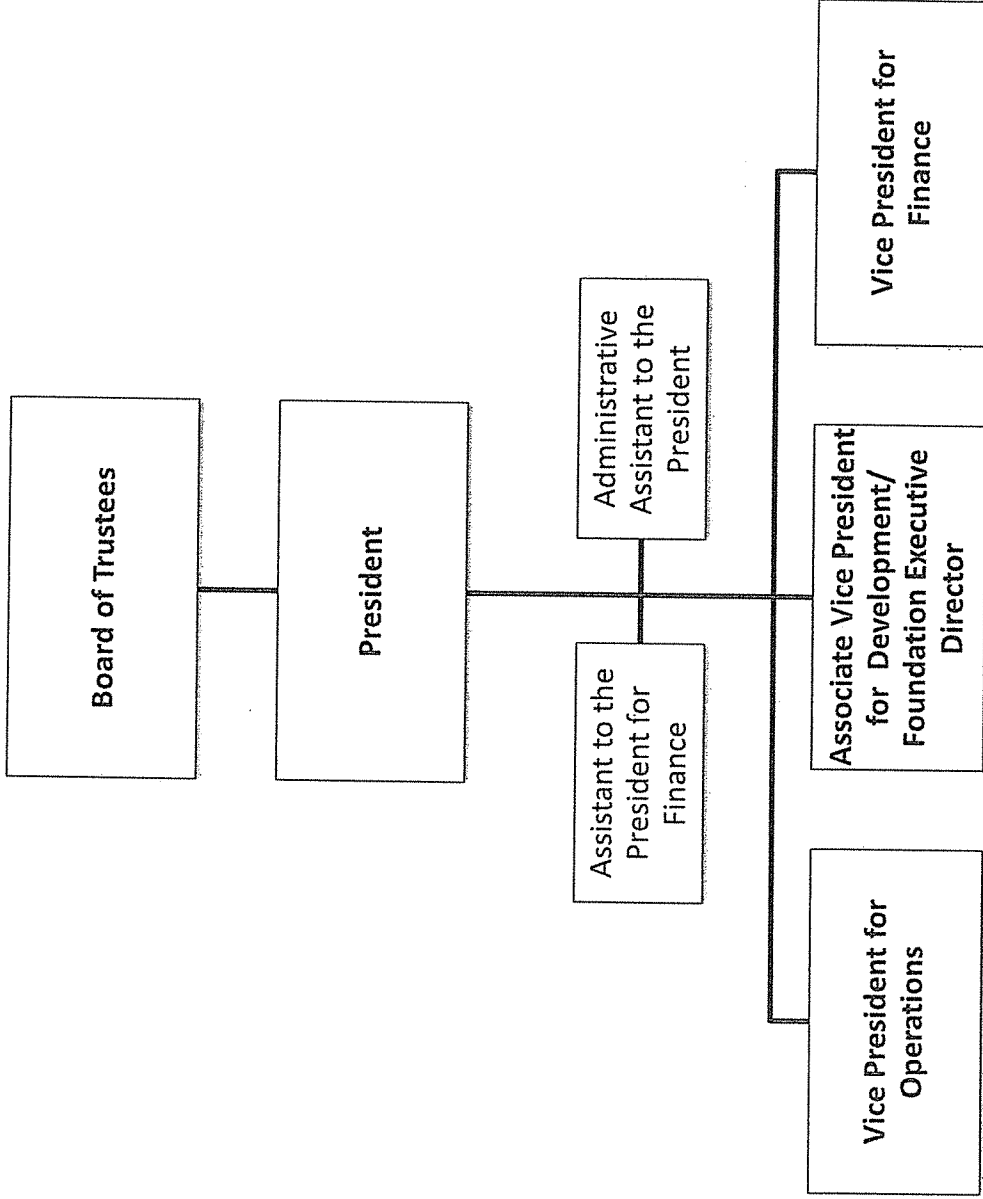 Board of Trustees
President
Assistant to the
President for
Finance
Administrative
Assistant to the
President
Vice President for
Operations
Associate Vice President
for Development/
Foundation Executive
Director
Vice President for
Finance